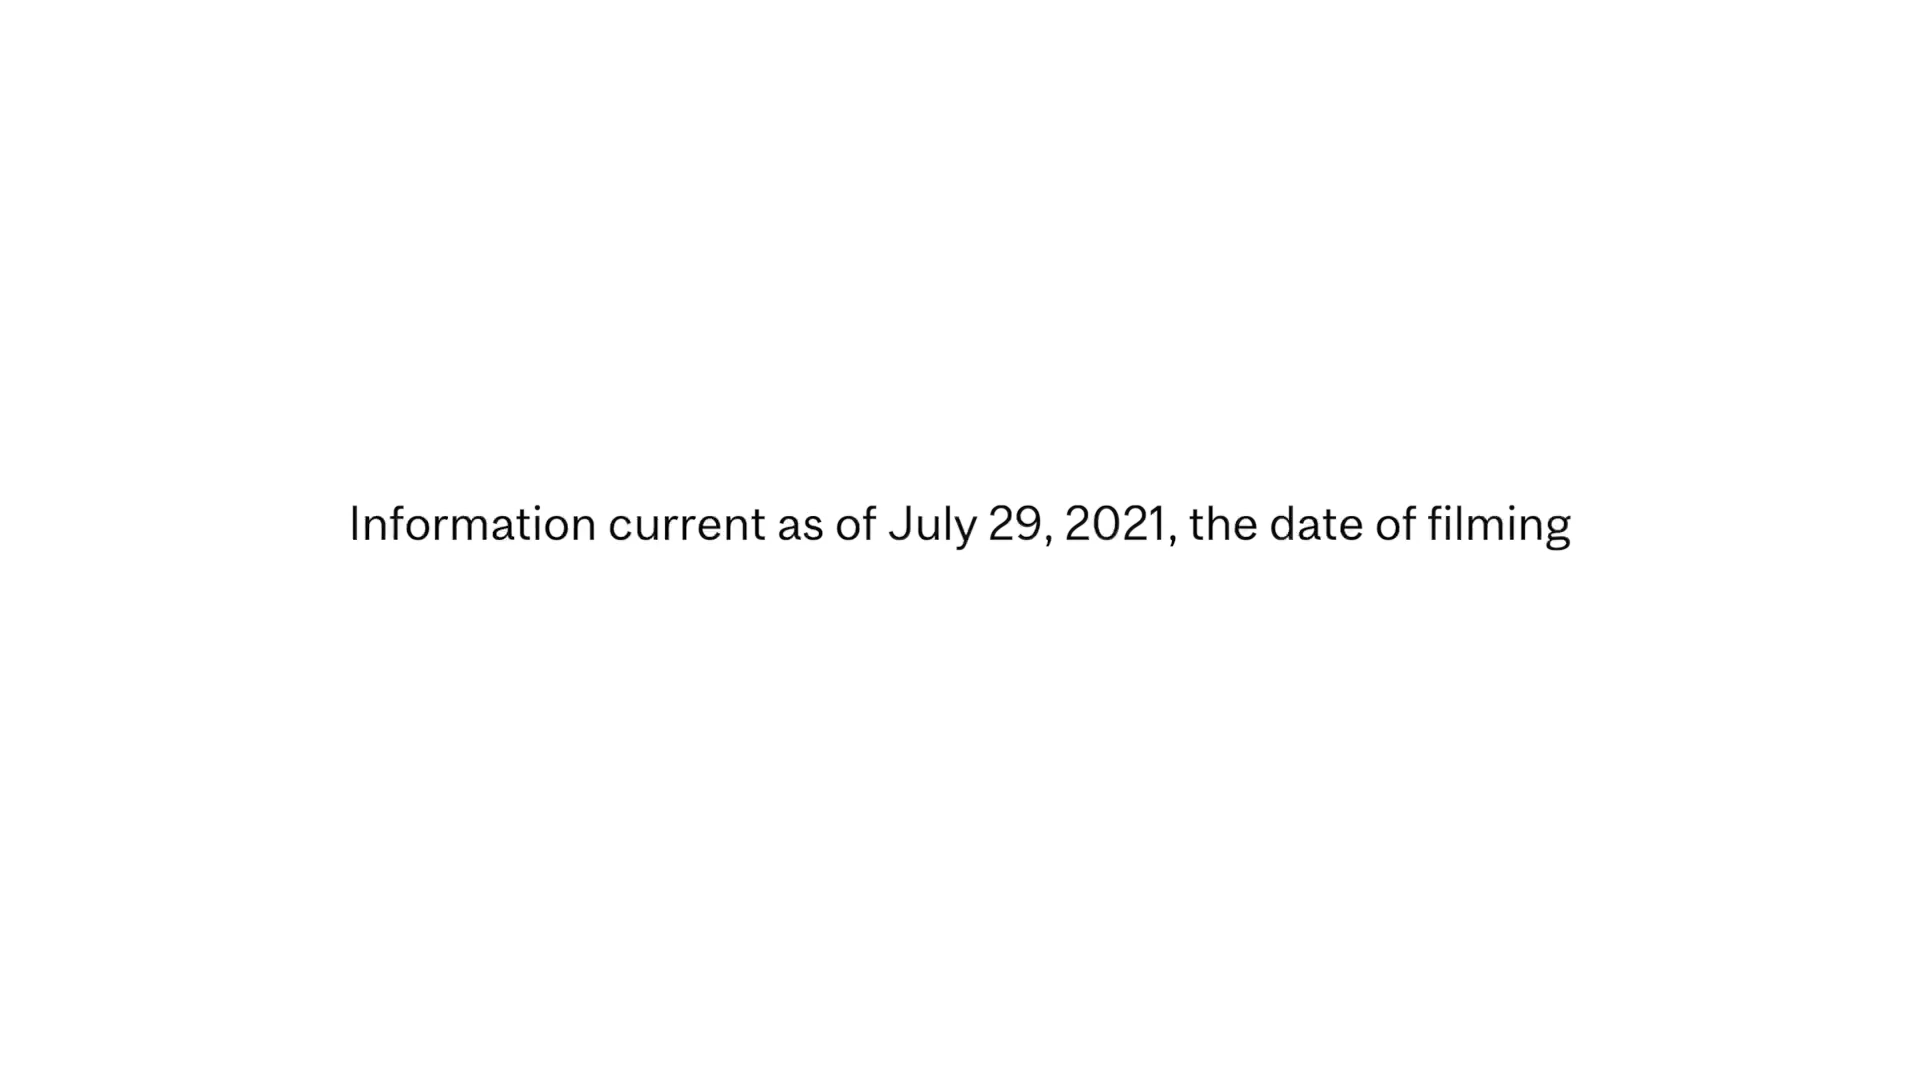 Information current as of July 29, 2021, the date of filming